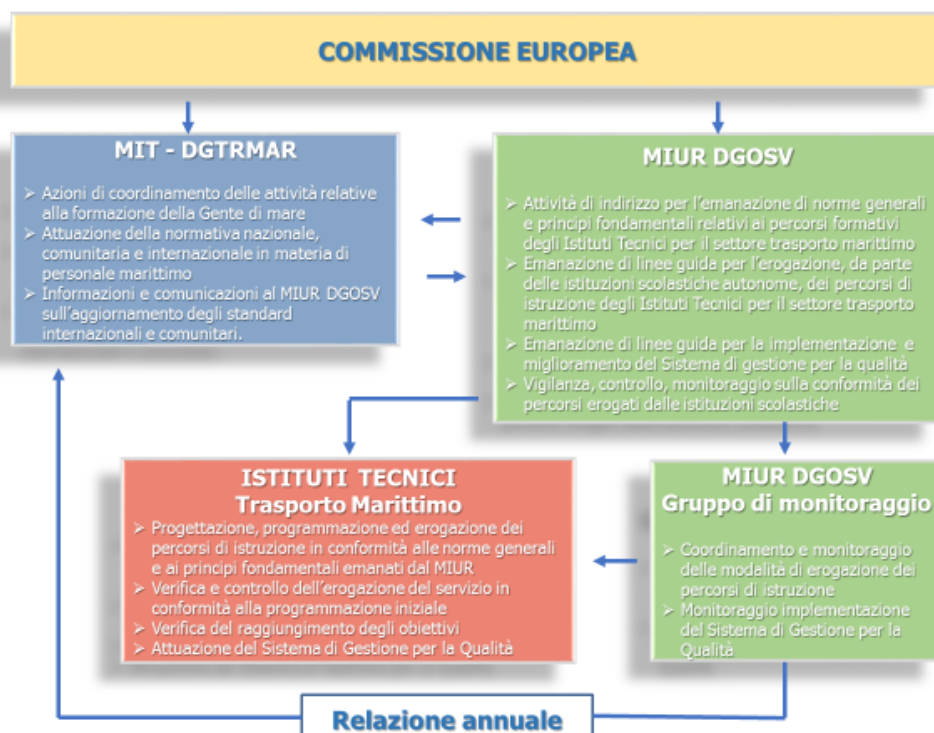 COMMISSIONE EUROPEA
MIT - DGTRMAR
➢ Azioni di coordinamento delle attività relative
alla formazione della Gente di mare
➢ Attuazione della normativa nazionale,
comunitaria e internazionale in materia di
personale marittimo
➢ Informazioni e comunicazioni al MIUR DGOSV
sull'aggiornamento degli standard
internazionali e comunitari.
MIUR DGOSV
➢ Attività di indirizzo per l'emanazione di norme generali
e principi fondamentali relativi ai percorsi formativi
degli Istituti Tecnici per il settore trasporto marittimo
➢ Emanazione di linee guida per l'erogazione, da parte
delle istituzioni scolastiche autonome, dei percorsi di
istruzione degli Istituti Tecnici per il settore trasporto
marittimo
➢ Emanazione di linee guida per la implementazione e
miglioramento del Sistema di gestione per la qualità
➢ Vigilanza, controllo, monitoraggio sulla conformità dei
percorsi erogati dalle istituzioni scolastiche
ISTITUTI TECNICI
Trasporto Marittimo
➢ Progettazione, programmazione ed erogazione dei
percorsi di istruzione in conformità alle norme generali
e ai principi fondamentali emanati dal MIUR
➢ Verifica e controllo dell'erogazione del servizio in
conformità alla programmazione iniziale
➢ Verifica del raggiungimento degli obiettivi
➢ Attuazione del Sistema di Gestione per la Qualità
MIUR DGOSV
Gruppo di monitoraggio
➢ Coordinamento e monitoraggio
delle modalità di erogazione dei
percorsi di istruzione
➢ Monitoraggio implementazione
del Sistema di Gestione per la
Qualità
Relazione annuale